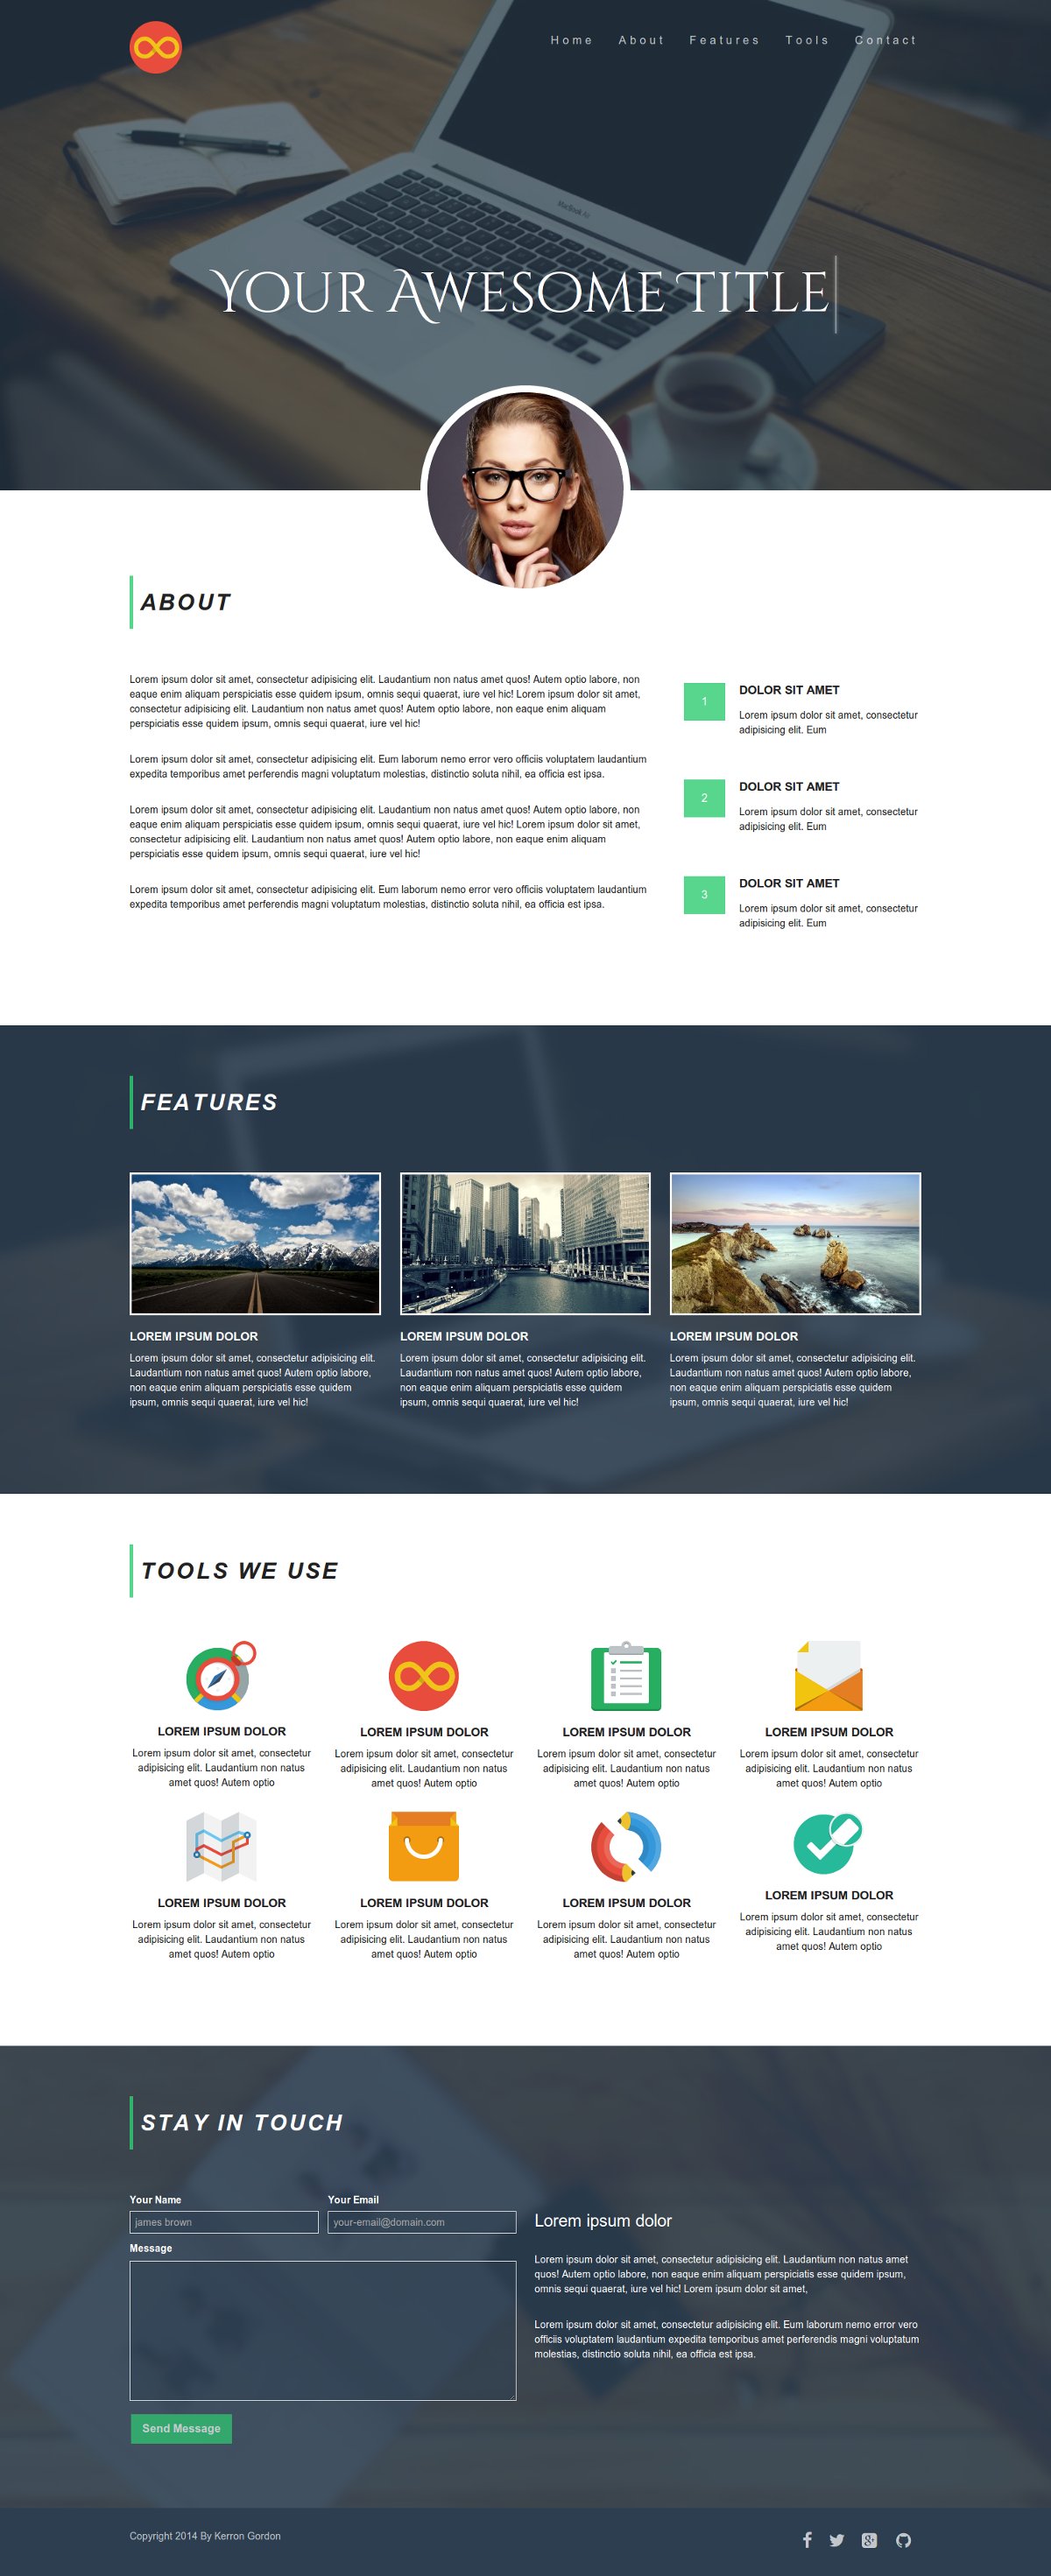 Home About Features Tools Contact
MacBook Air
Your Awesome Title
ABOUT
Lorem ipsum dolor sit amet, consectetur adipisicing elit. Laudantium non natus amet quos! Autem optio labore, non
eaque enim aliquam perspiciatis esse quidem ipsum, omnis sequi quaerat, iure vel hic! Lorem ipsum dolor sit amet,
consectetur adipisicing elit. Laudantium non natus amet quos! Autem optio labore, non eaque enim aliquam
perspiciatis esse quidem ipsum, omnis sequi quaerat, iure vel hic!
Lorem ipsum dolor sit amet, consectetur adipisicing elit. Eum laborum nemo error vero officiis voluptatem laudantium
expedita temporibus amet perferendis magni voluptatum molestias, distinctio soluta nihil, ea officia est ipsa.
Lorem ipsum dolor sit amet, consectetur adipisicing elit. Laudantium non natus amet quos! Autem optio labore, non
eaque enim aliquam perspiciatis esse quidem ipsum, omnis sequi quaerat, iure vel hic! Lorem ipsum dolor sit amet,
consectetur adipisicing elit. Laudantium non natus amet quos! Autem optio labore, non eaque enim aliquam
perspiciatis esse quidem ipsum, omnis sequi quaerat, iure vel hic!
Lorem ipsum dolor sit amet, consectetur adipisicing elit. Eum laborum nemo error vero officiis voluptatem laudantium
expedita temporibus amet perferendis magni voluptatum molestias, distinctio soluta nihil, ea officia est ipsa.
1
DOLOR SIT AMET
Lorem ipsum dolor sit amet, consectetur
adipisicing elit. Eum
2
DOLOR SIT AMET
Lorem ipsum dolor sit amet, consectetur
adipisicing elit. Eum
3
DOLOR SIT AMET
Lorem ipsum dolor sit amet, consectetur
adipisicing elit. Eum
FEATURES
LOREM IPSUM DOLOR
Lorem ipsum dolor sit amet, consectetur adipisicing elit.
Laudantium non natus amet quos! Autem optio labore,
non eaque enim aliquam perspiciatis esse quidem
ipsum, omnis sequi quaerat, iure vel hic!
LOREM IPSUM DOLOR
Lorem ipsum dolor sit amet, consectetur adipisicing elit.
Laudantium non natus amet quos! Autem optio labore,
non eaque enim aliquam perspiciatis esse quidem
ipsum, omnis sequi quaerat, iure vel hic!
LOREM IPSUM DOLOR
Lorem ipsum dolor sit amet, consectetur adipisicing elit.
Laudantium non natus amet quos! Autem optio labore,
non eaque enim aliquam perspiciatis esse quidem
ipsum, omnis sequi quaerat, iure vel hic!
TOOLS WE USE
LOREM IPSUM DOLOR
Lorem ipsum dolor sit amet, consectetur
adipisicing elit. Laudantium non natus
amet quos! Autem optio
LOREM IPSUM DOLOR
Lorem ipsum dolor sit amet, consectetur
adipisicing elit. Laudantium non natus
amet quos! Autem optio
LOREM IPSUM DOLOR
Lorem ipsum dolor sit amet, consectetur
adipisicing elit. Laudantium non natus
amet quos! Autem optio
LOREM IPSUM DOLOR
Lorem ipsum dolor sit amet, consectetur
adipisicing elit. Laudantium non natus
amet quos! Autem optio
LOREM IPSUM DOLOR
Lorem ipsum dolor sit amet, consectetur
adipisicing elit. Laudantium non natus
amet quos! Autem optio
LOREM IPSUM DOLOR
Lorem ipsum dolor sit amet, consectetur
adipisicing elit. Laudantium non natus
amet quos! Autem optio
LOREM IPSUM DOLOR
Lorem ipsum dolor sit amet, consectetur
adipisicing elit. Laudantium non natus
amet quos! Autem optio
LOREM IPSUM DOLOR
Lorem ipsum dolor sit amet, consectetur
adipisicing elit. Laudantium non natus
amet quos! Autem optio
STAY IN TOUCH
Your Name
james brown
Your Email
your-email@domain.com
Message
Send Message
Lorem ipsum dolor
Lorem ipsum dolor sit amet, consectetur adipisicing elit. Laudantium non natus amet
quos! Autem optio labore, non eaque enim aliquam perspiciatis esse quidem ipsum,
omnis sequi quaerat, iure vel hic! Lorem ipsum dolor sit amet,
Lorem ipsum dolor sit amet, consectetur adipisicing elit. Eum laborum nemo error vero
officiis voluptatem laudantium expedita temporibus amet perferendis magni voluptatum
molestias, distinctio soluta nihil, ea officia est ipsa.
Copyright 2014 By Kerron Gordon